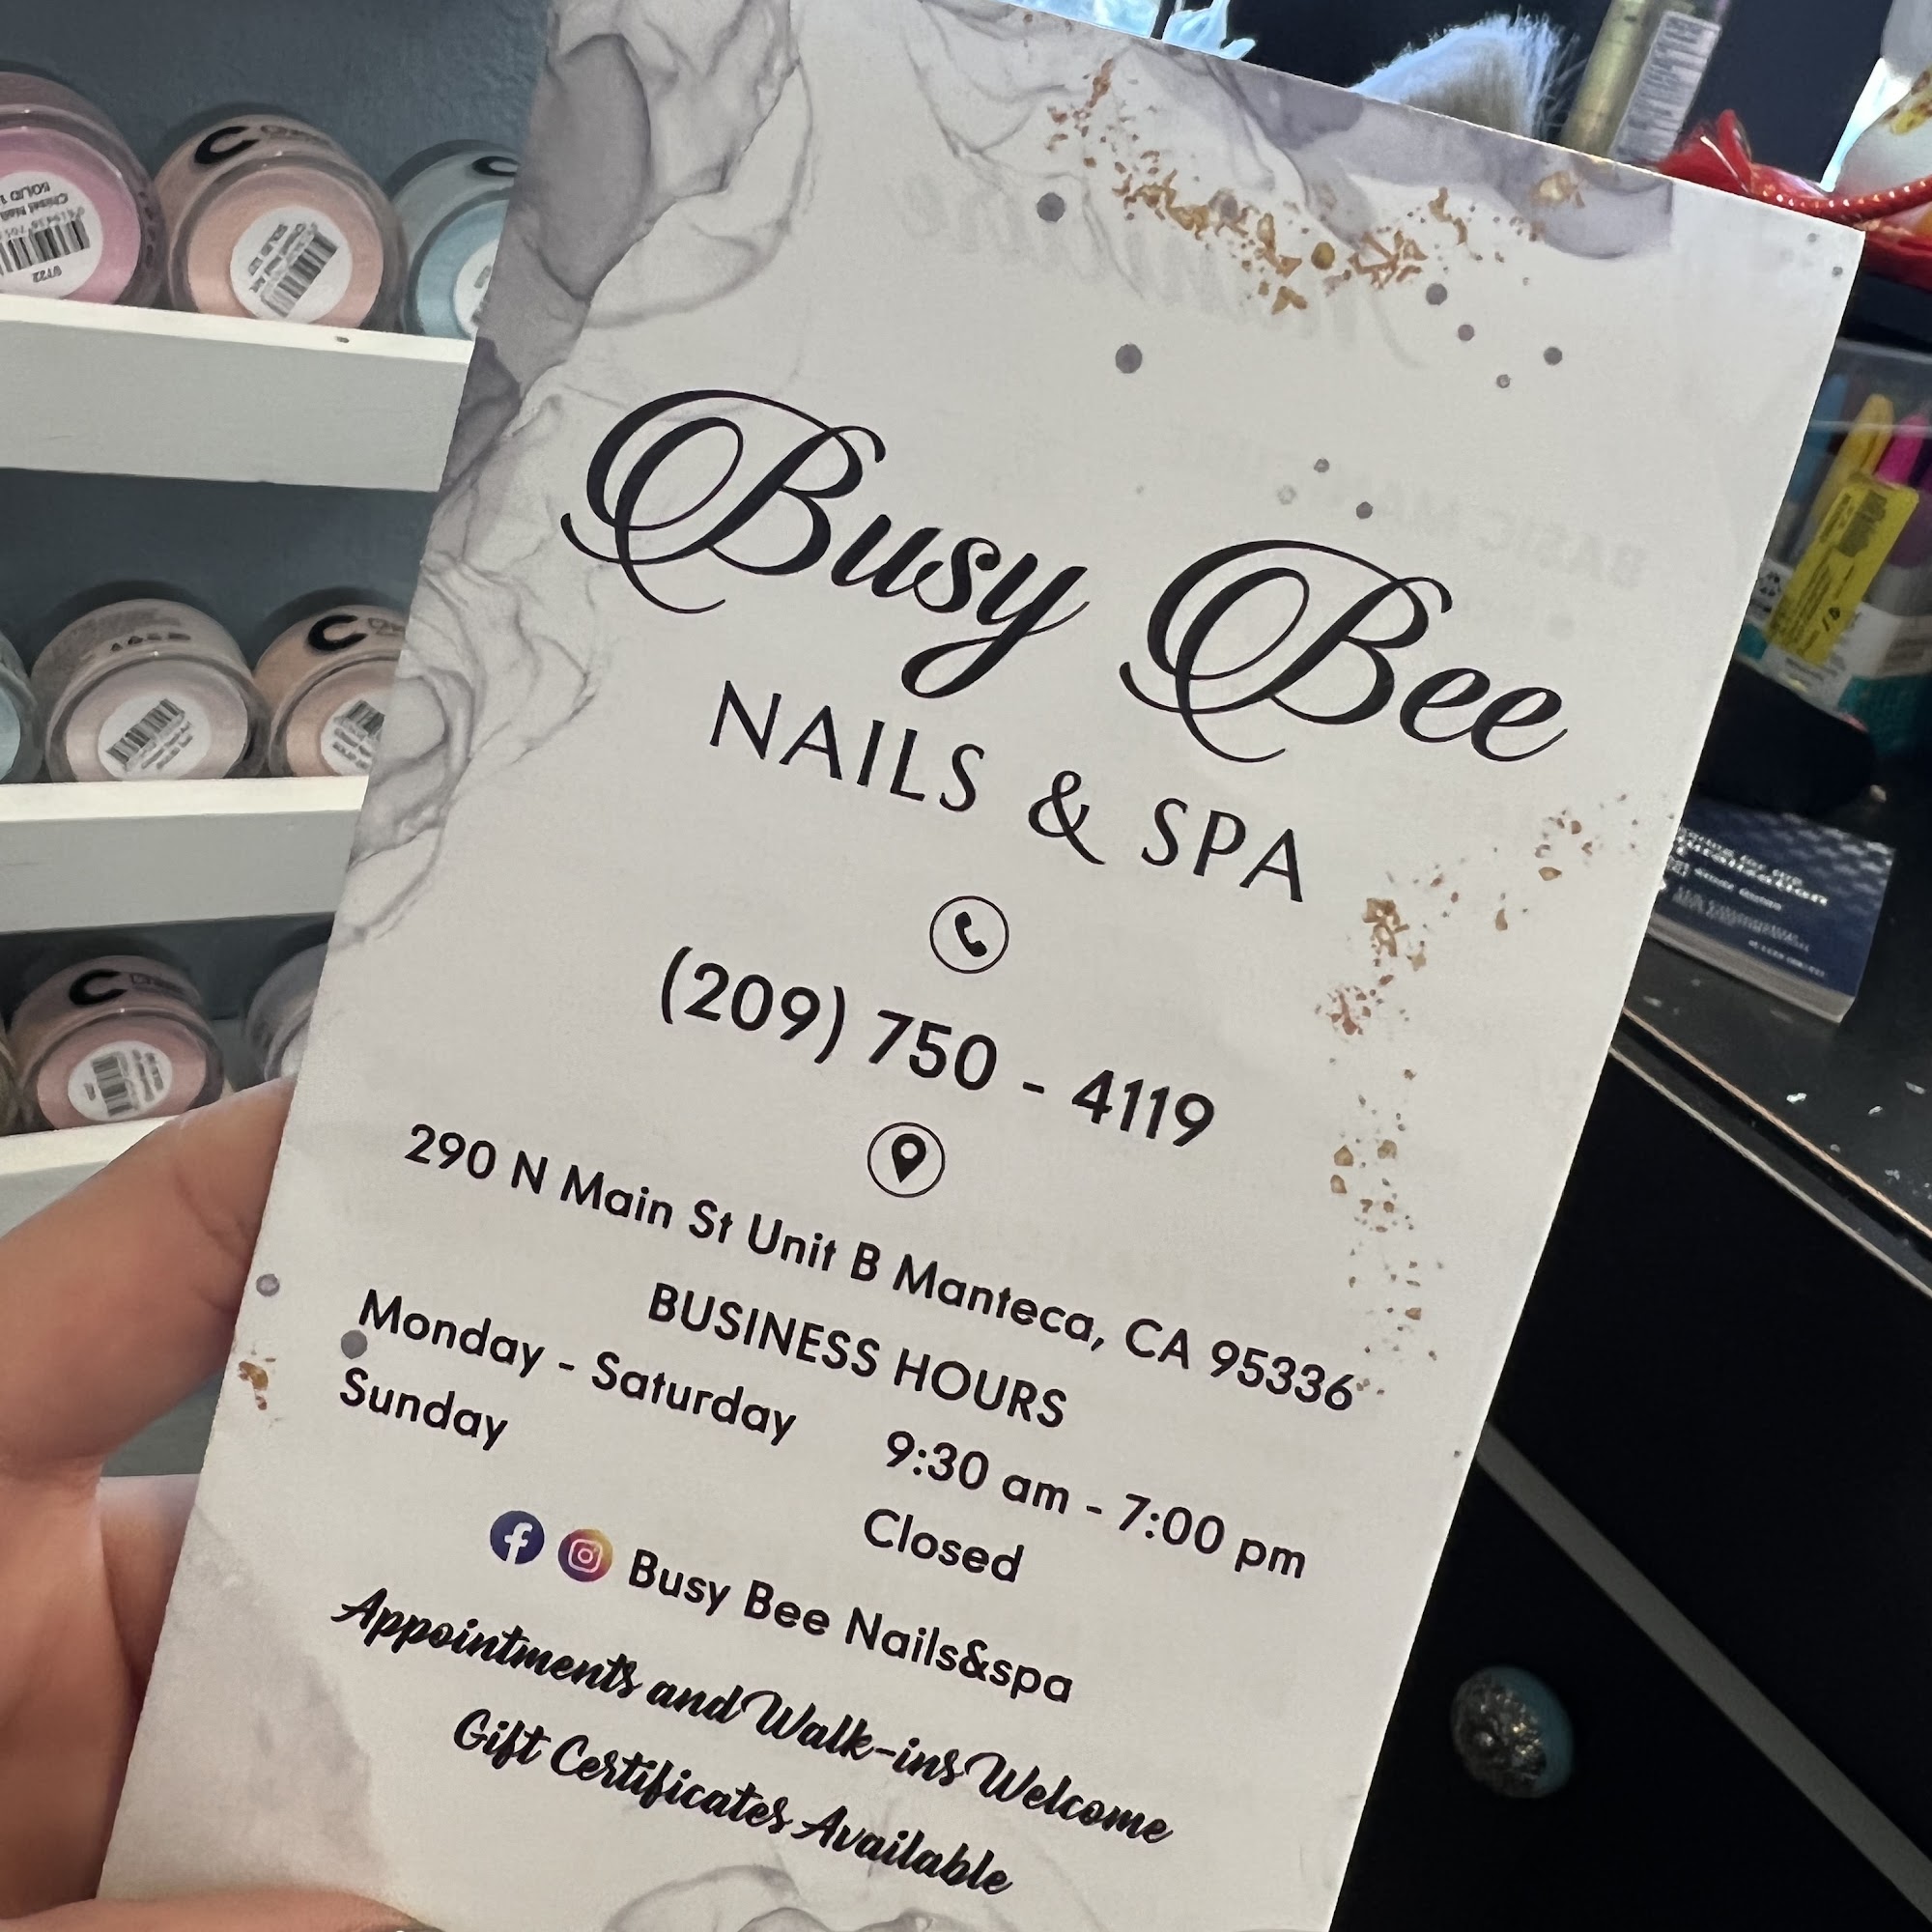 Busy Bee
NAILS & SPA
(209) 750 - 4119
290 N Main St Unit B Manteca, CA 95336
BUSINESS HOURS
Monday - Saturday 9:30 am - 7:00 pm
Sunday Closed
Busy Bee Nails&spa
Appointments and Walk-ins Welcome
Gift Certificates Available